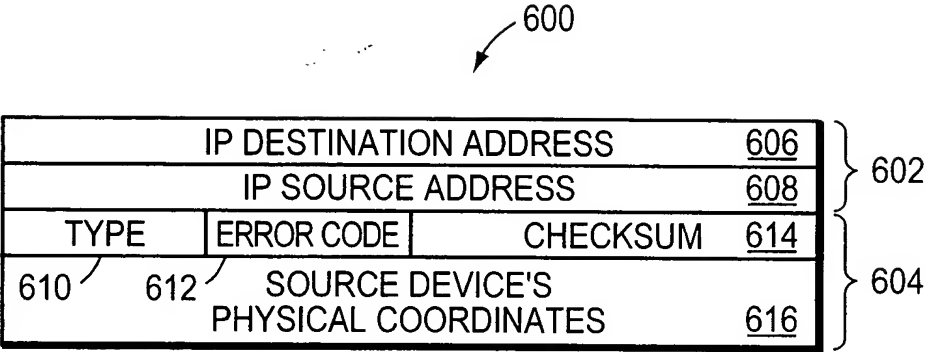 600
IP DESTINATION ADDRESS 606
IP SOURCE ADDRESS 608
602
TYPE ERROR CODE CHECKSUM 614
610 612 SOURCE DEVICE'S
PHYSICAL COORDINATES 616
604